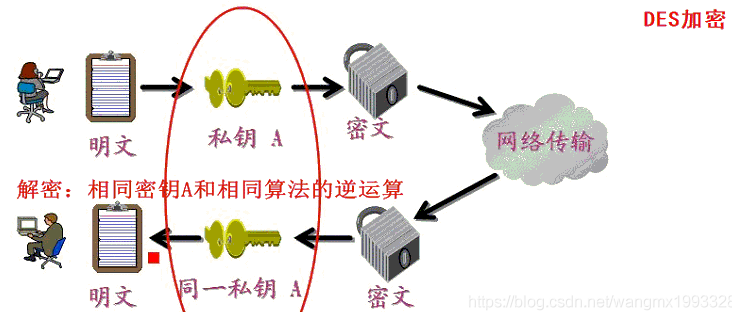 DES加密
明文
私钥 A
密文
网络传输
解密：相同密钥A和相同算法的逆运算
明文
同一私钥 A
密文
https://blog.csdn.net/wangmx1993328